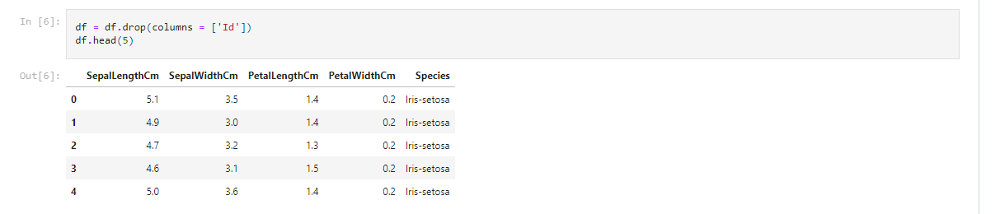 In [6]:
df = df.drop(columns = ['Id'])
df.head(5)
Out[6]:
SepalLengthCm SepalWidthCm PetalLengthCm PetalWidthCm Species
0 5.1 3.5 1.4 0.2 Iris-setosa
1 4.9 3.0 1.4 0.2 Iris-setosa
2 4.7 3.2 1.3 0.2 Iris-setosa
3 4.6 3.1 1.5 0.2 Iris-setosa
4 5.0 3.6 1.4 0.2 Iris-setosa